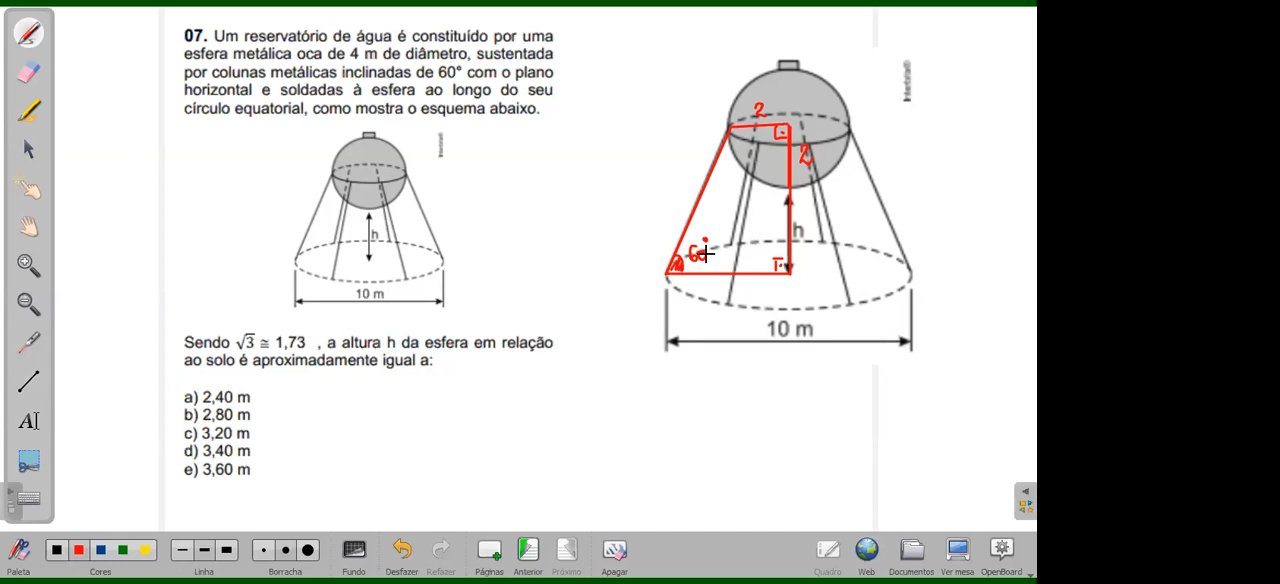 07. Um reservatório de água é constituído por uma
esfera metálica oca de 4 m de diâmetro, sustentada
por colunas metálicas inclinadas de 60° com o plano
horizontal e soldadas à esfera ao longo do seu
círculo equatorial, como mostra o esquema abaixo.
h
10 m
Sendo √3 ≅ 1,73 , a altura h da esfera em relação
ao solo é aproximadamente igual a:
a) 2,40 m
b) 2,80 m
c) 3,20 m
d) 3,40 m
e) 3,60 m
2
2
60°
h
10 m
AI
Paleta
Cores
Linha
Borracha
Fundo
Desfazer
Refazer
Páginas
Anterior
Próximo
Apagar
Quadro
Web
Documentos
Ver mesa
OpenBoard